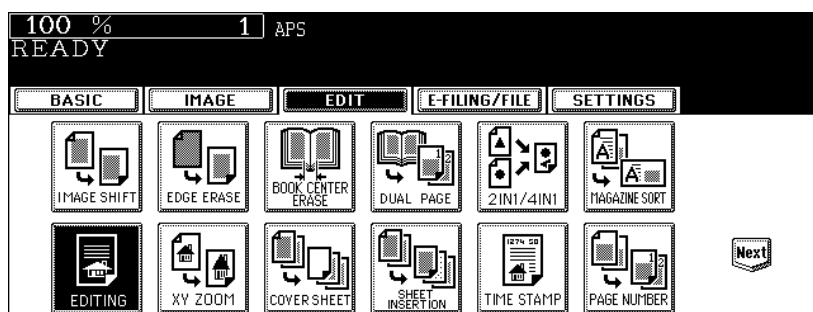 100 % 1 APS
READY
BASIC IMAGE EDIT E-FILING/FILE SETTINGS
IMAGE SHIFT
EDGE ERASE
BOOK CENTER
ERASE
DUAL PAGE
2IN1/4IN1
MAGAZINE SORT
EDITING
XY ZOOM
COVER SHEET
SHEET
INSERTION
TIME STAMP
PAGE NUMBER
Next